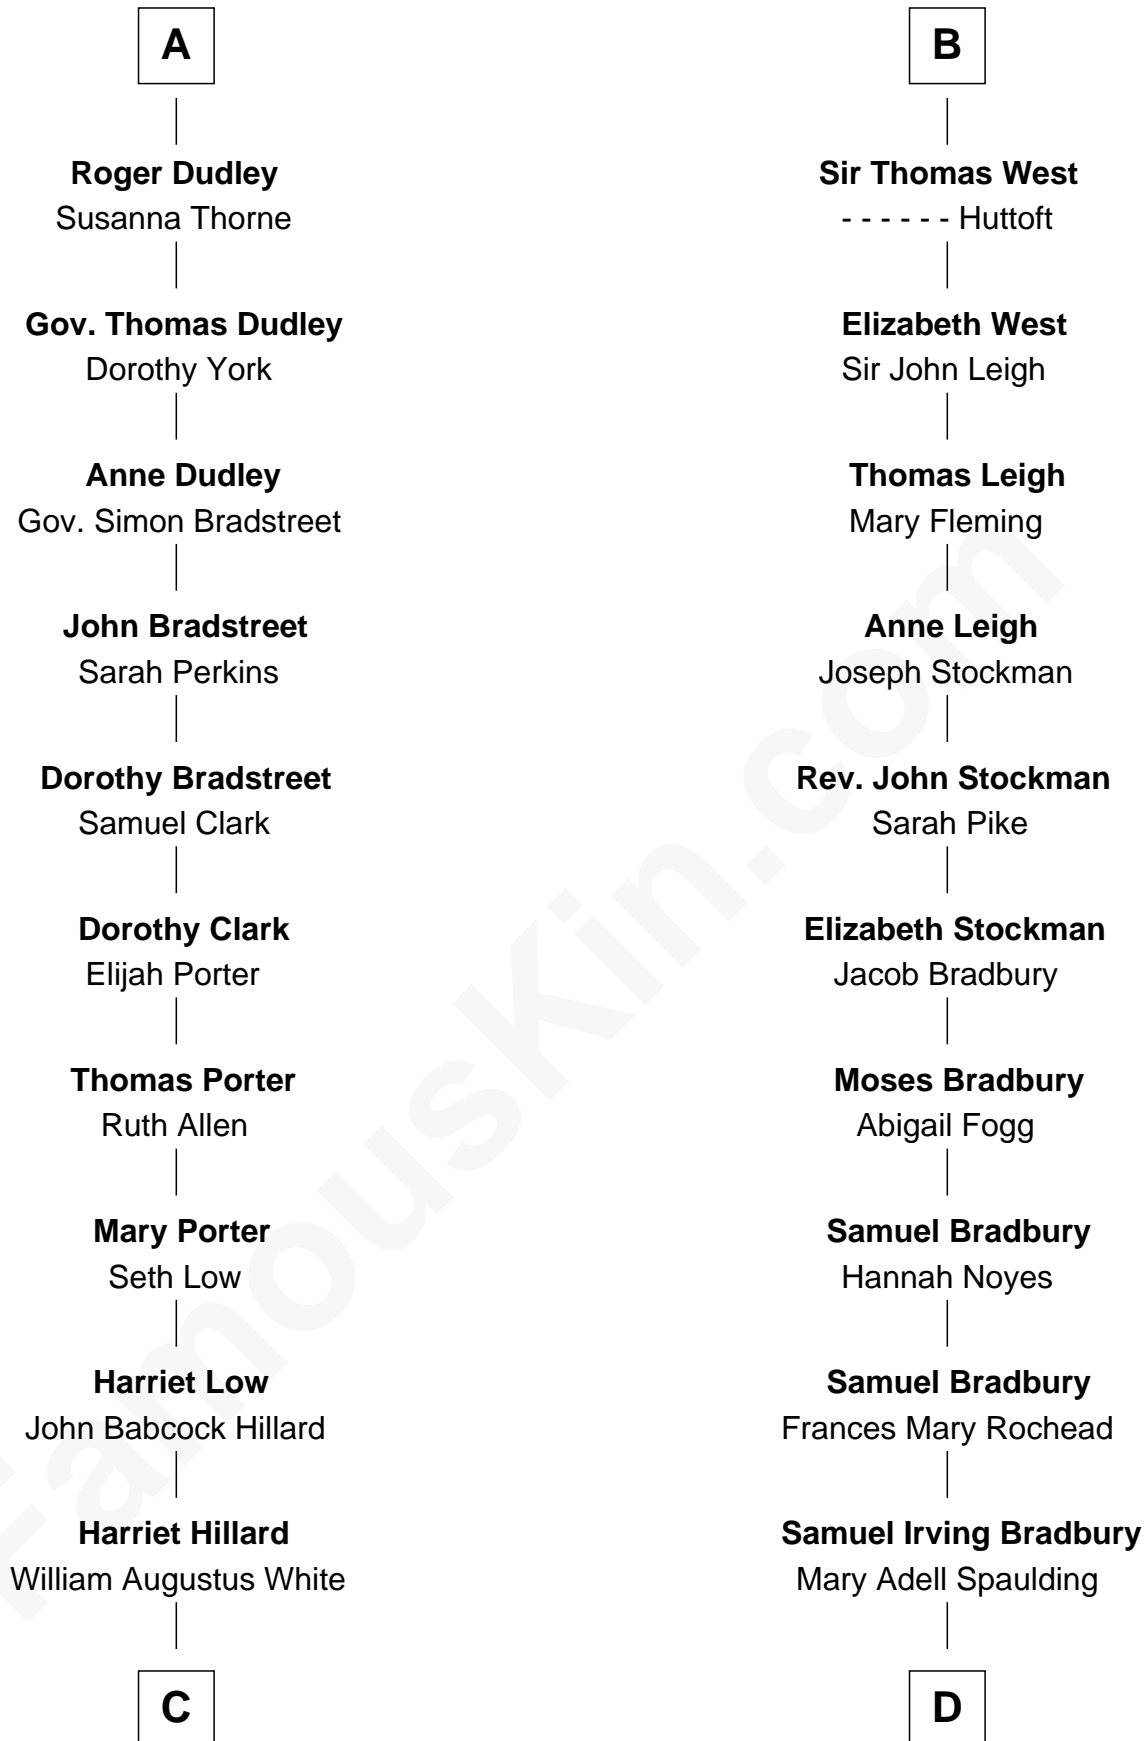 A
Roger Dudley
Susanna Thorne
Gov. Thomas Dudley
Dorothy York
Anne Dudley
Gov. Simon Bradstreet
John Bradstreet
Sarah Perkins
Dorothy Bradstreet
Samuel Clark
Dorothy Clark
Elijah Porter
Thomas Porter
Ruth Allen
Mary Porter
Seth Low
Harriet Low
John Babcock Hillard
Harriet Hillard
William Augustus White
C
B
Sir Thomas West
- - - - - - Huttoft
Elizabeth West
Sir John Leigh
Thomas Leigh
Mary Fleming
Anne Leigh
Joseph Stockman
Rev. John Stockman
Sarah Pike
Elizabeth Stockman
Jacob Bradbury
Moses Bradbury
Abigail Fogg
Samuel Bradbury
Hannah Noyes
Samuel Bradbury
Frances Mary Rochead
Samuel Irving Bradbury
Mary Adell Spaulding
D
FamousKin.com